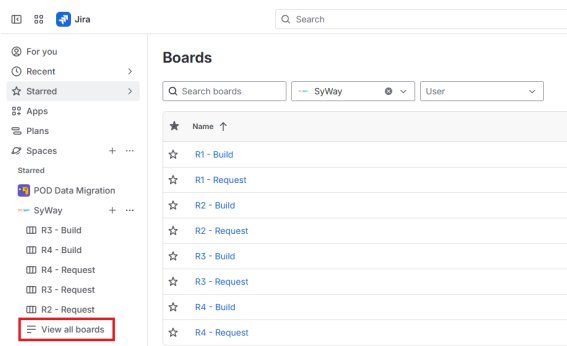 Jira
Search
For you
Recent
Starred
Apps
Plans
Spaces
Starred
POD Data Migration
SyWay
R3 - Build
R4 - Build
R4 - Request
R3 - Request
R2 - Request
View all boards
Boards
Search boards
SyWay
User
Name
R1 - Build
R1 - Request
R2 - Build
R2 - Request
R3 - Build
R3 - Request
R4 - Build
R4 - Request